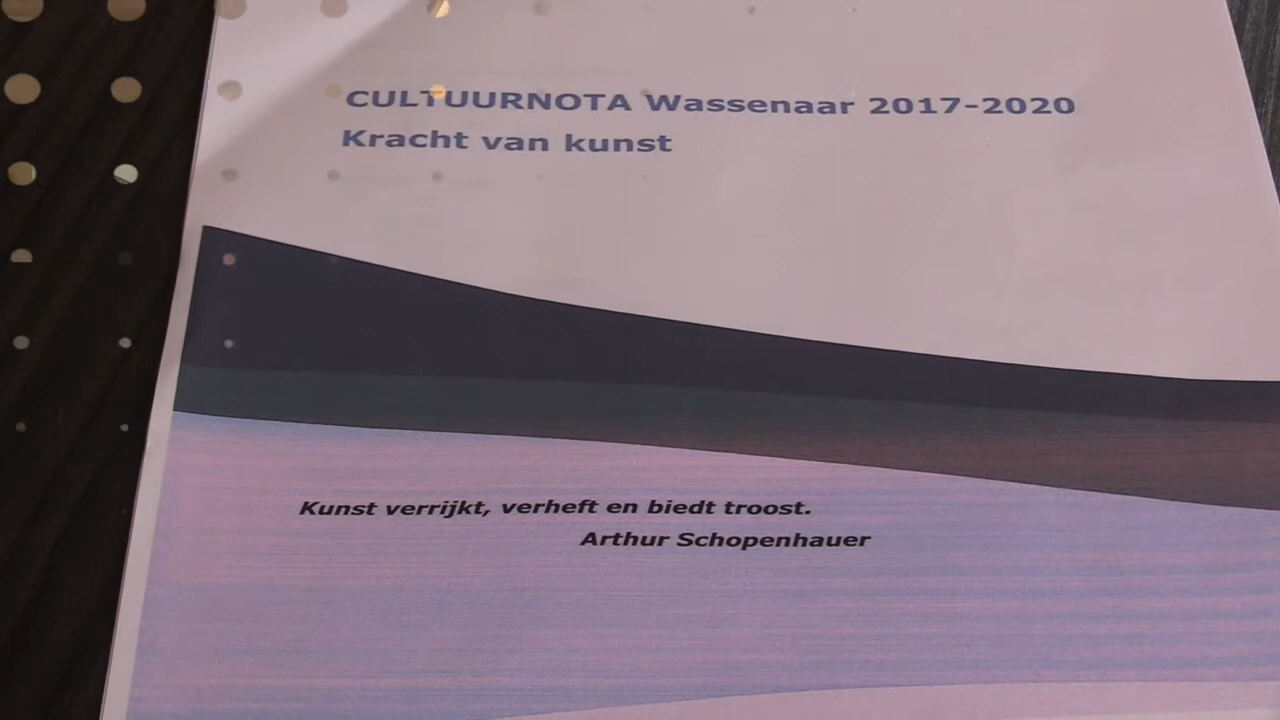 CULTUURNOTA Wassenaar 2017-2020
Kracht van kunst
Kunst verrijkt, verheft en biedt troost.
Arthur Schopenhauer